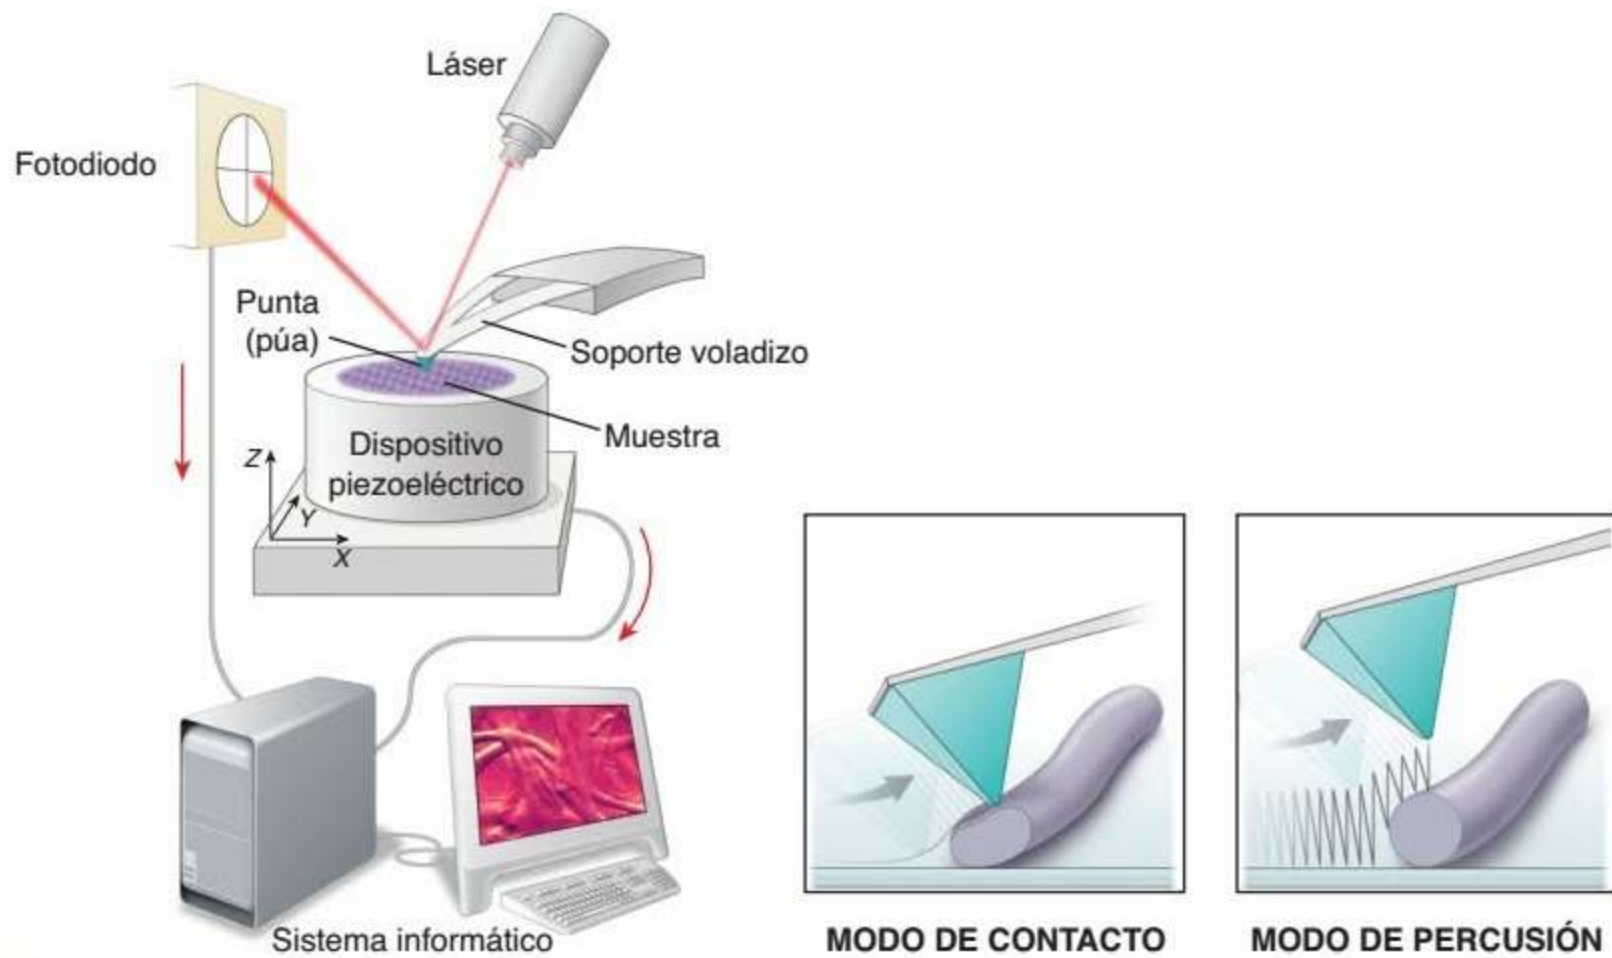 Láser
Fotodiodo
Punta
(púa)
Soporte voladizo
Muestra
Dispositivo
piezoeléctrico
Z
Y
X
Sistema informático
MODO DE CONTACTO
MODO DE PERCUSIÓN